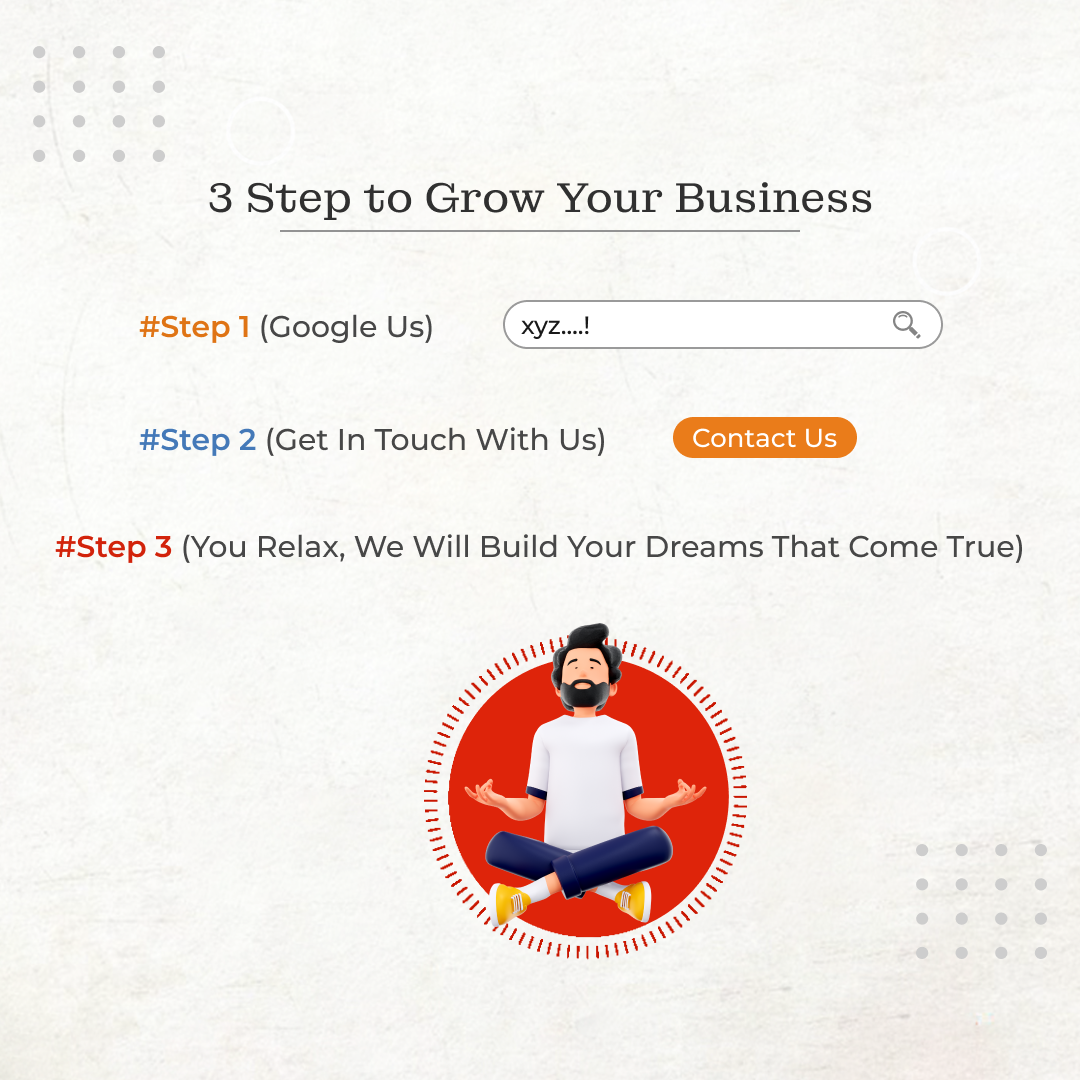 3 Step to Grow Your Business
#Step 1 (Google Us) xyz....!
#Step 2 (Get In Touch With Us) Contact Us
#Step 3 (You Relax, We Will Build Your Dreams That Come True)